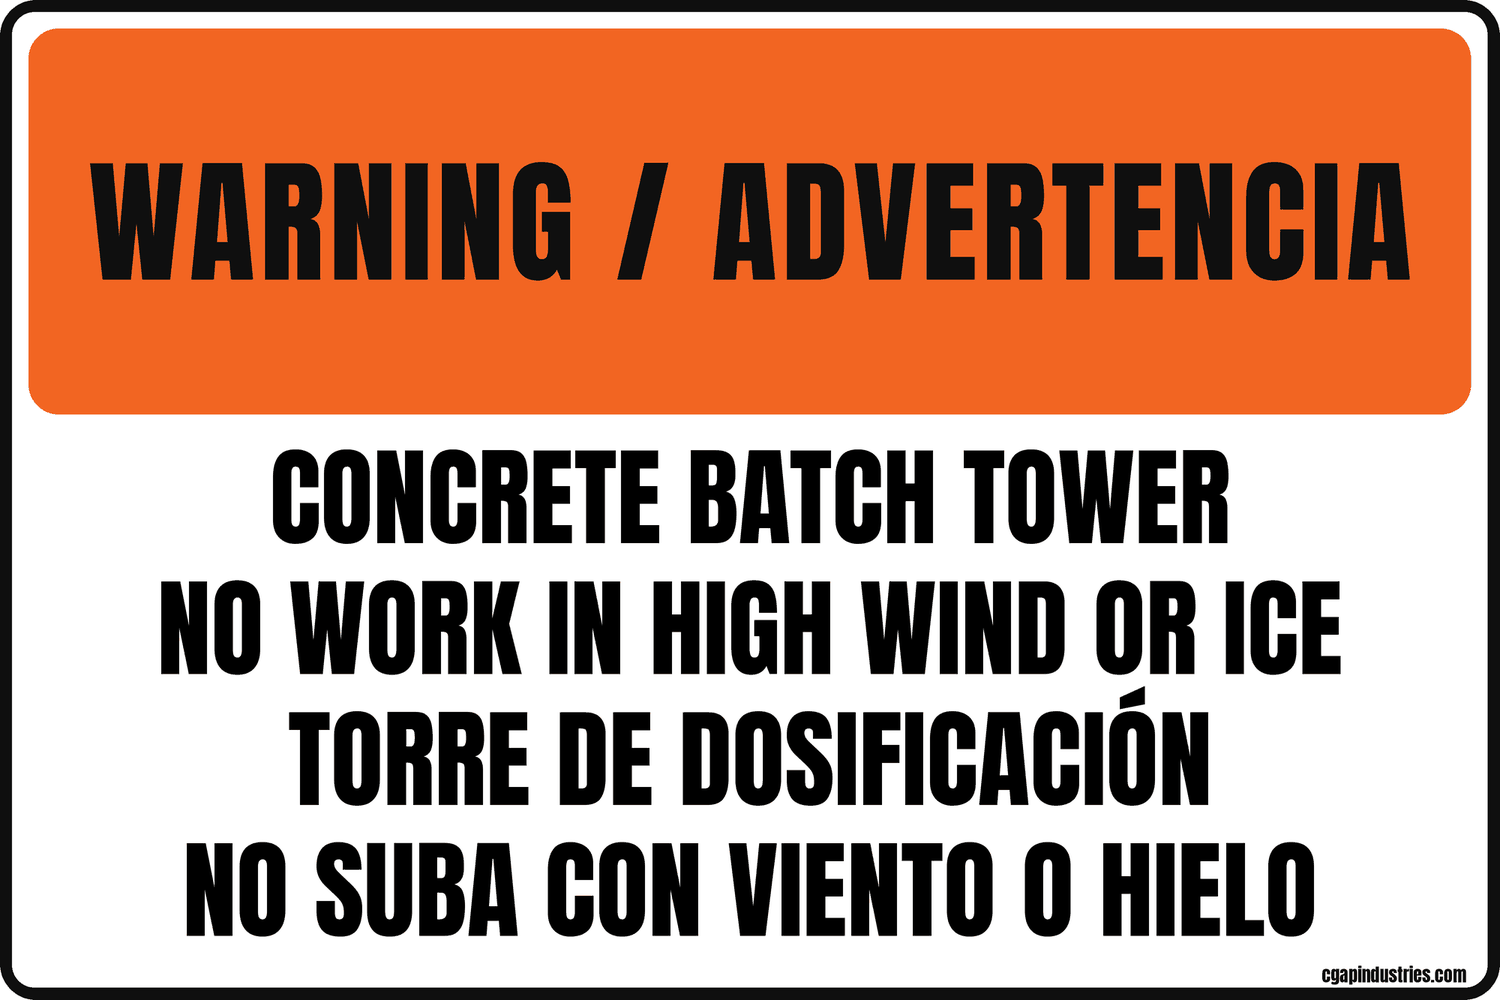 WARNING / ADVERTENCIA
CONCRETE BATCH TOWER
NO WORK IN HIGH WIND OR ICE
TORRE DE DOSIFICACIÓN
NO SUBA CON VIENTO O HIELO
cgapindustries.com